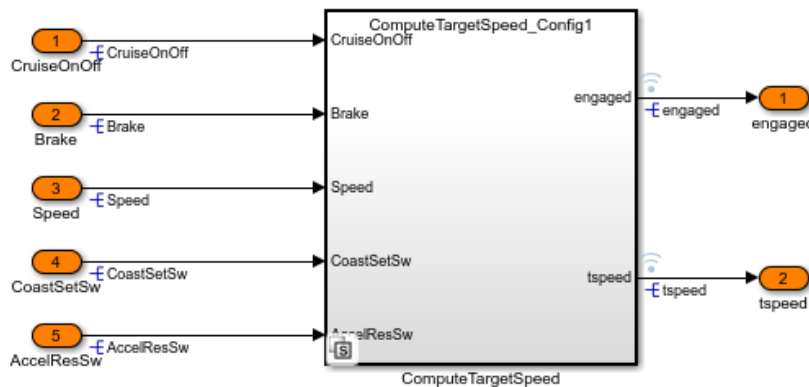 ComputeTargetSpeed_Config1
1
CruiseOnOff
CruiseOnOff
CruiseOnOff
2
Brake
Brake
Brake
3
Speed
Speed
Speed
4
CoastSetSw
CoastSetSw
CoastSetSw
5
AccelResSw
AccelResSw
AccelResSw
S
engaged
engaged
1
engaged
tspeed
tspeed
2
tspeed
ComputeTargetSpeed